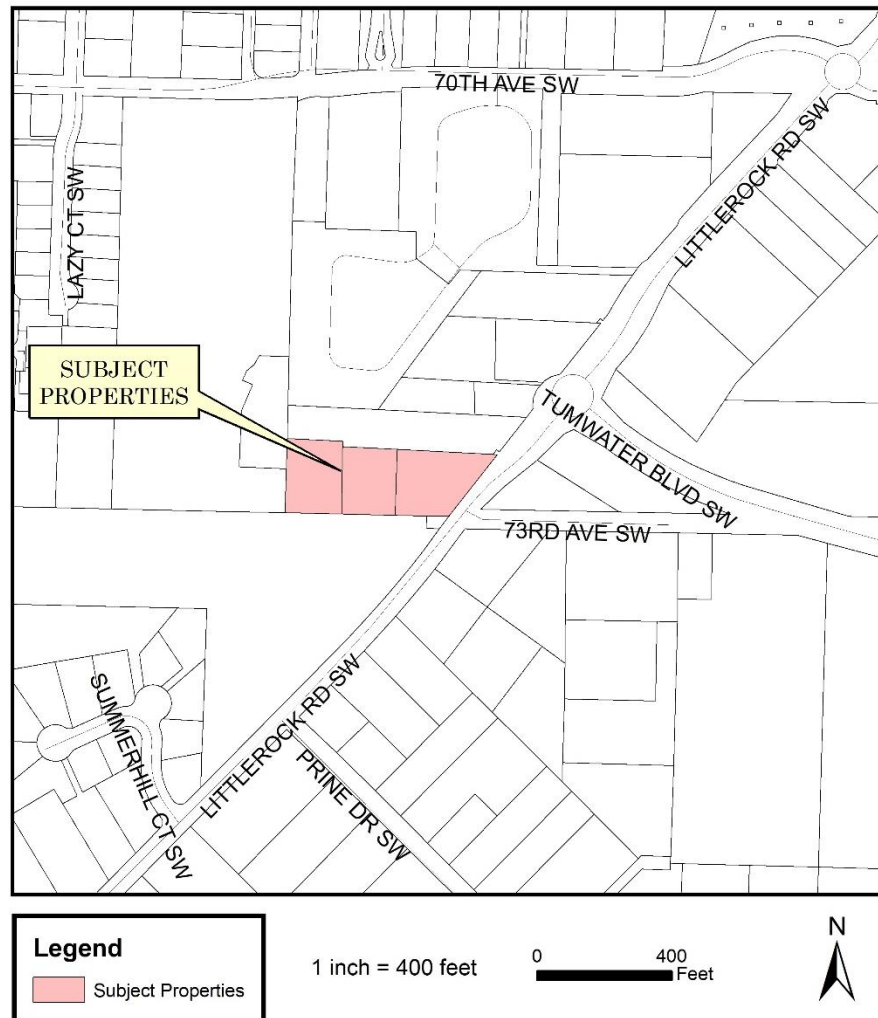 70TH AVE SW
LITTLEROCK RD SW
LAZY CT SW
SUBJECT
PROPERTIES
TUMWATER BLVD SW
73RD AVE SW
SUMMERHILL CT SW
LITTLEROCK RD SW
PRINE DR SW
Legend
Subject Properties
1 inch = 400 feet
0 400
Feet
N